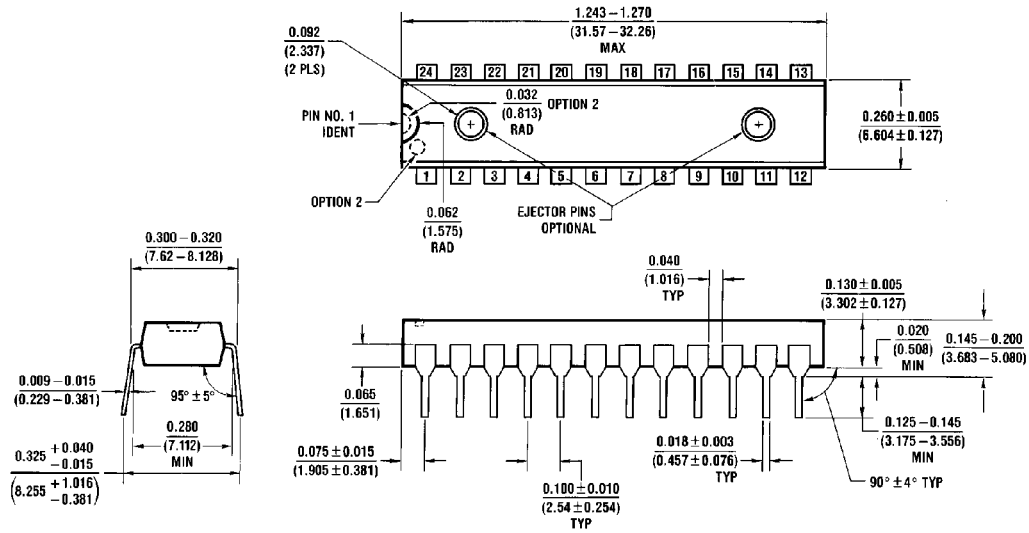 1.243–1.270
(31.57–32.26)
MAX
0.092
(2.337)
(2 PLS)
24 23 22 21 20 19 18 17 16 15 14 13
0.032
(0.813)
RAD
OPTION 2
PIN NO. 1
IDENT
0.260±0.005
(6.604±0.127)
1 2 3 4 5 6 7 8 9 10 11 12
OPTION 2
0.062
(1.575)
RAD
EJECTOR PINS
OPTIONAL
0.300–0.320
(7.62–8.128)
0.040
(1.016)
TYP
0.130±0.005
(3.302±0.127)
0.020
(0.508)
MIN
0.145–0.200
(3.683–5.080)
0.009–0.015
(0.229–0.381)
95°±5°
0.065
(1.651)
0.280
(7.112)
MIN
0.125–0.145
(3.175–3.556)
MIN
0.325 +0.040 −0.015
(8.255 +1.016 −0.381)
0.075±0.015
(1.905±0.381)
0.018±0.003
(0.457±0.076)
TYP
90°±4° TYP
0.100±0.010
(2.54±0.254)
TYP